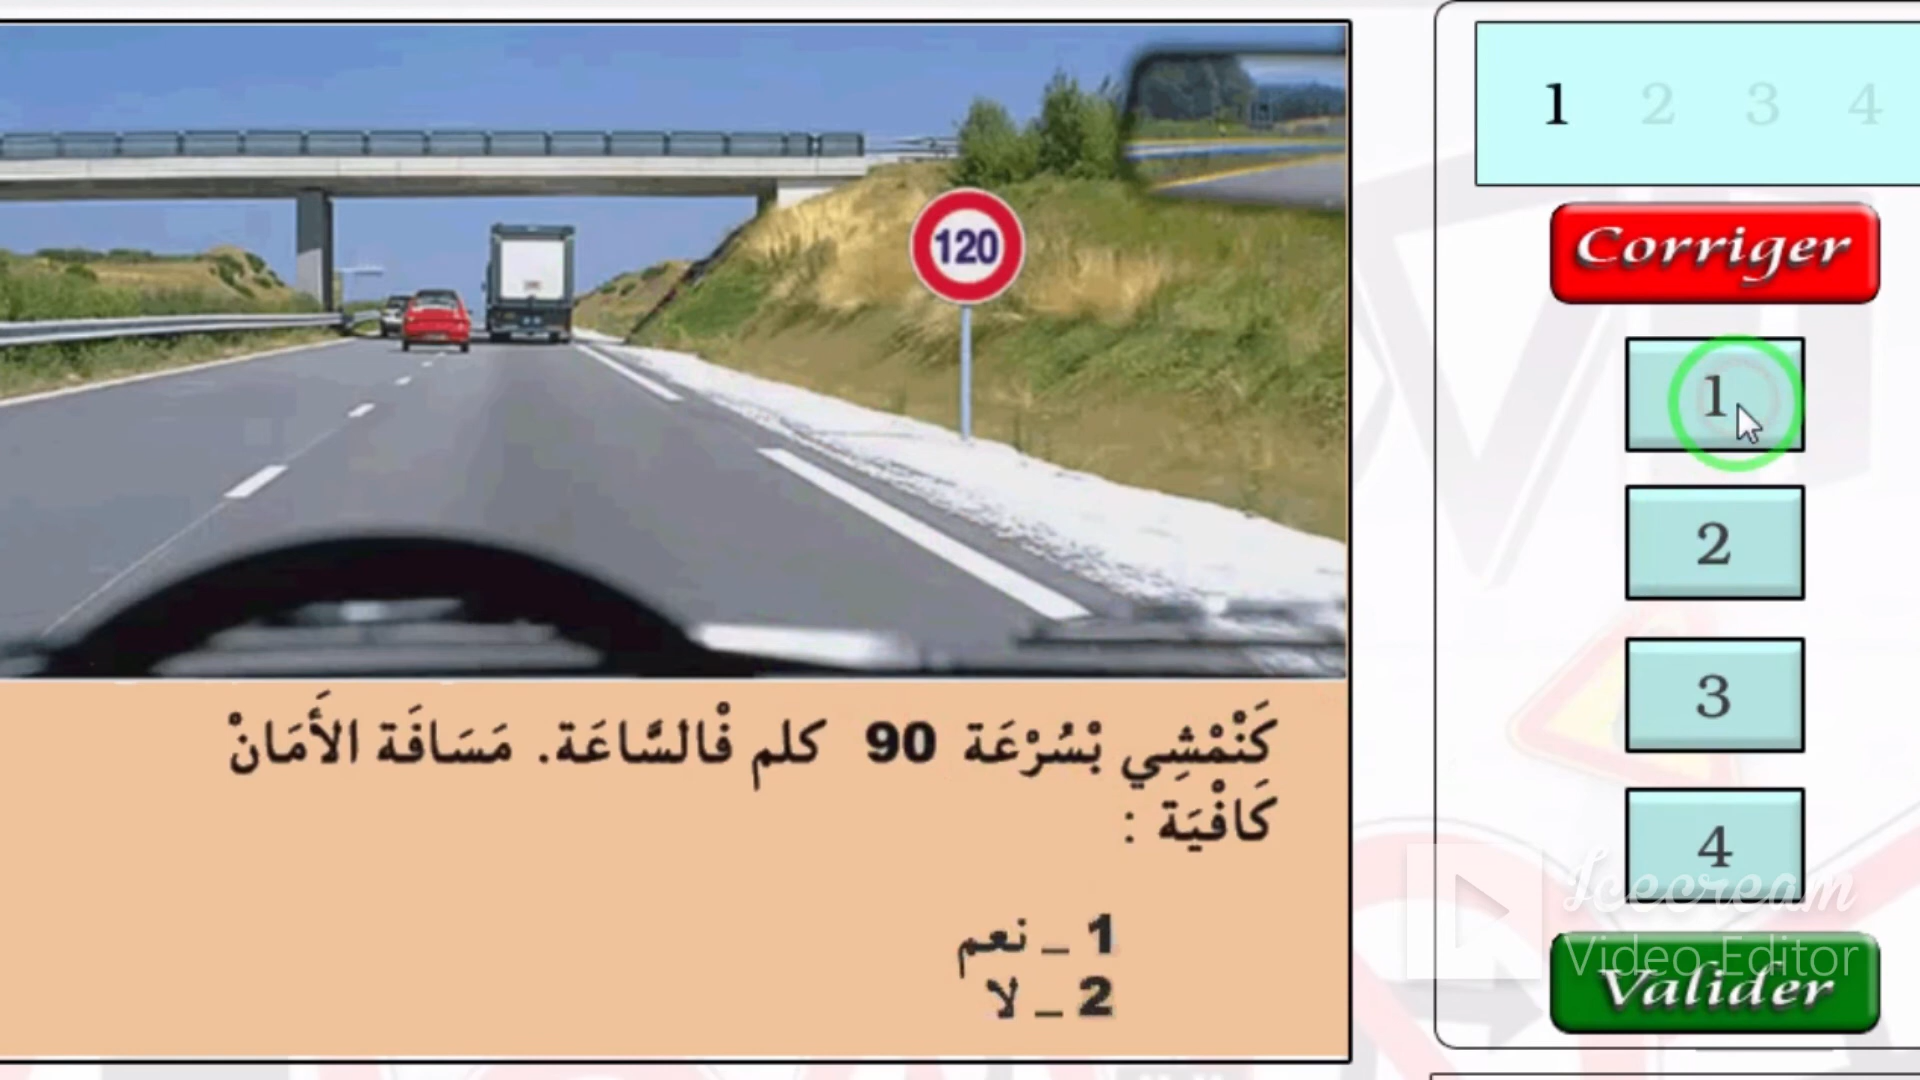 120
كَنْمْشِي بْسُرْعَة 90 كلم فْالسَّاعَة. مَسَافَة الأَمَانْ
كَافْيَة :
1 _ نعم
2 _ لا
1 2 3 4
Corriger
1
2
3
4
Valider
Icecream
Video Editor